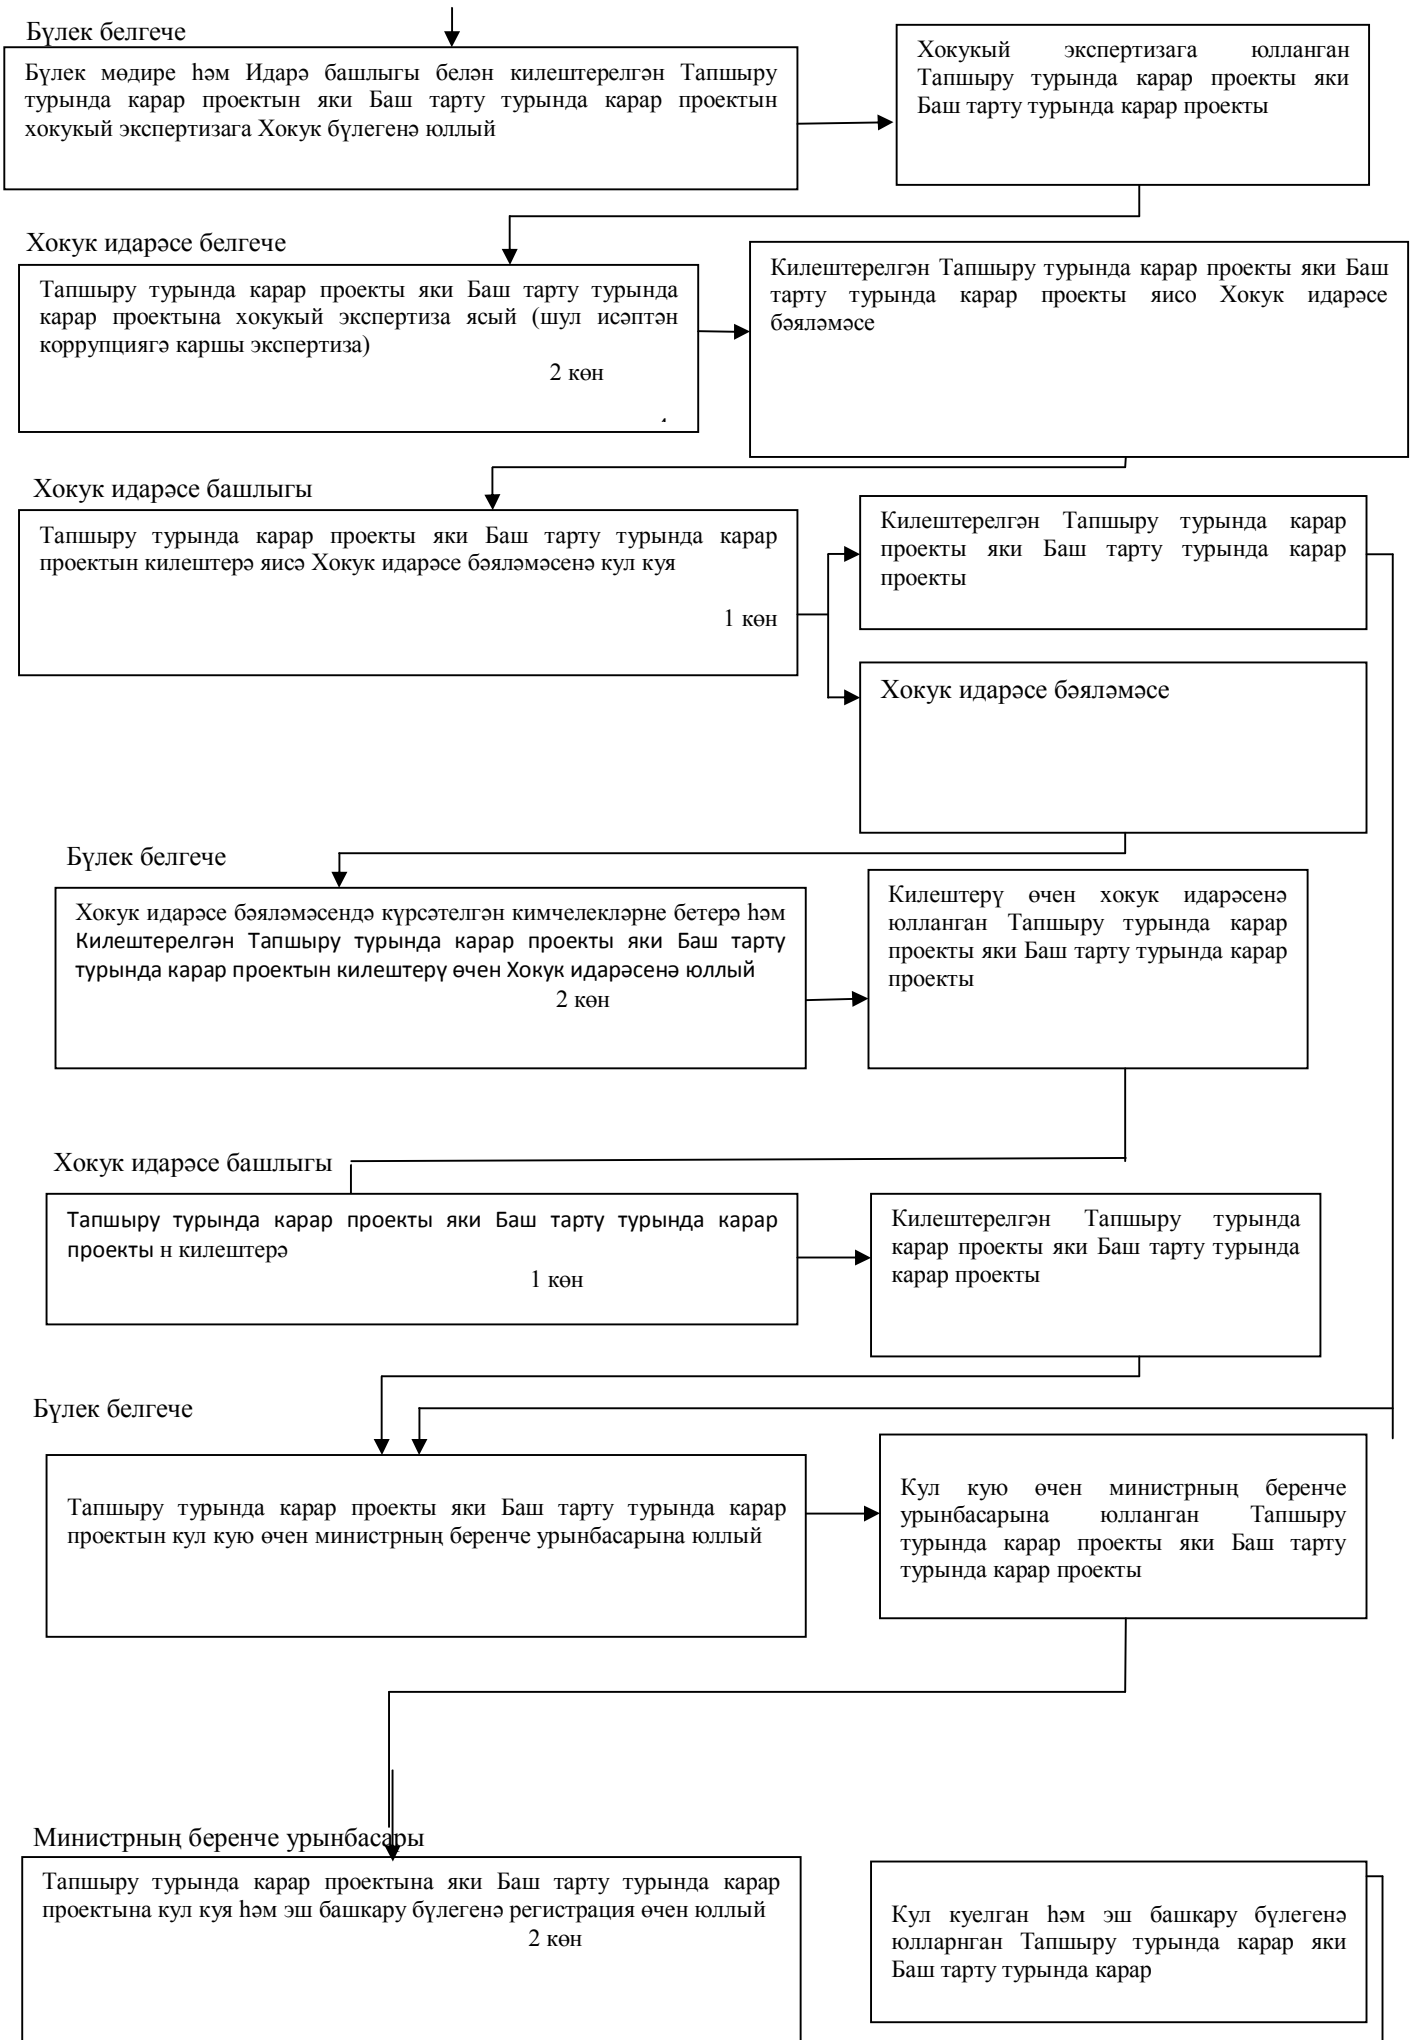 Бүлек белгече
Бүлек мөдире һәм Идарә башлыгы белән килештерелгән Тапшыру
турында карар проектын яки Баш тарту турында карар проектын
хокукый экспертизага Хокук бүлегенә юллый
Хокукый экспертизага юлланган
Тапшыру турында карар проекты яки
Баш тарту турында карар проекты
Хокук идарәсе белгече
Тапшыру турында карар проекты яки Баш тарту турында
карар проектына хокукый экспертиза ясый (шул исәптән
коррупциягә каршы экспертиза)
2 көн
Килештерелгән Тапшыру турында карар проекты яки Баш
тарту турында карар проекты яисо Хокук идарәсе
бәяләмәсе
Хокук идарәсе башлыгы
Тапшыру турында карар проекты яки Баш тарту турында карар
проектын килештерә яисә Хокук идарәсе бәяләмәсенә кул куя
1 көн
Килештерелгән Тапшыру турында карар
проекты яки Баш тарту турында карар
проекты
Хокук идарәсе бәяләмәсе
Бүлек белгече
Хокук идарәсе бәяләмәсендә күрсәтелгән кимчелекләрне бетерә һәм
Килештерелгән Тапшыру турында карар проекты яки Баш тарту
турында карар проектын килештерү өчен Хокук идарәсенә юллый
2 көн
Килештерү өчен хокук идарәсенә
юлланган Тапшыру турында карар
проекты яки Баш тарту турында карар
проекты
Хокук идарәсе башлыгы
Тапшыру турында карар проекты яки Баш тарту турында карар
проекты н килештерә
1 көн
Килештерелгән Тапшыру турында
карар проекты яки Баш тарту турында
карар проекты
Бүлек белгече
Тапшыру турында карар проекты яки Баш тарту турында карар
проектын кул кую өчен министрның беренче урынбасарына юллый
Кул кую өчен министрның беренче
урынбасарына юлланган Тапшыру
турында карар проекты яки Баш тарту
турында карар проекты
Министрның беренче урынбасары
Тапшыру турында карар проектына яки Баш тарту турында карар
проектына кул куя һәм эш башкару бүлегенә регистрация өчен юллый
2 көн
Кул куелган һәм эш башкару бүлегенә
юлларнган Тапшыру турында карар яки
Баш тарту турында карар